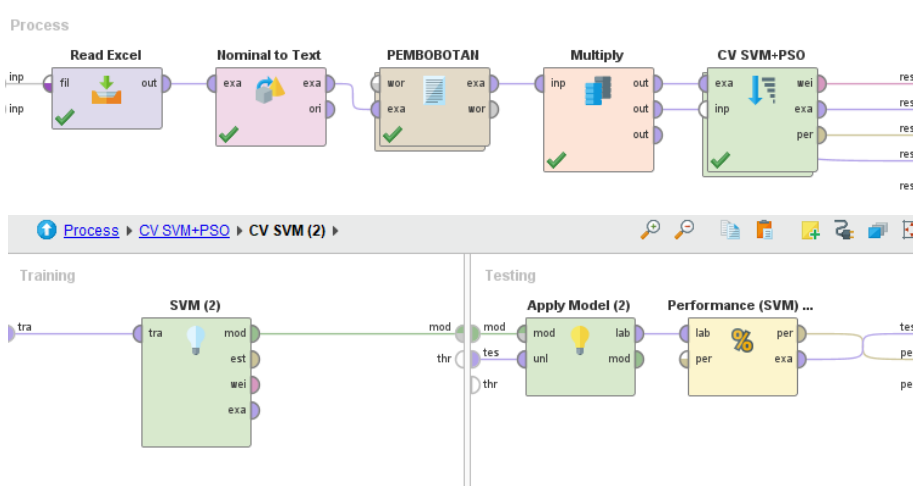 Process
Read Excel
Nominal to Text
PEMBOBOTAN
Multiply
CV SVM+PSO
inp
inp
fil
out
exa
exa
ori
wor
exa
exa
wor
inp
out
out
out
exa
inp
wei
exa
per
res
res
res
res
res
Process
CV SVM+PSO
CV SVM (2)
Training
Testing
SVM (2)
Apply Model (2)
Performance (SVM) ...
tra
tra
mod
est
wei
exa
mod
thr
mod
tes
thr
mod
unl
lab
mod
lab
per
%
per
exa
tes
pe
pe